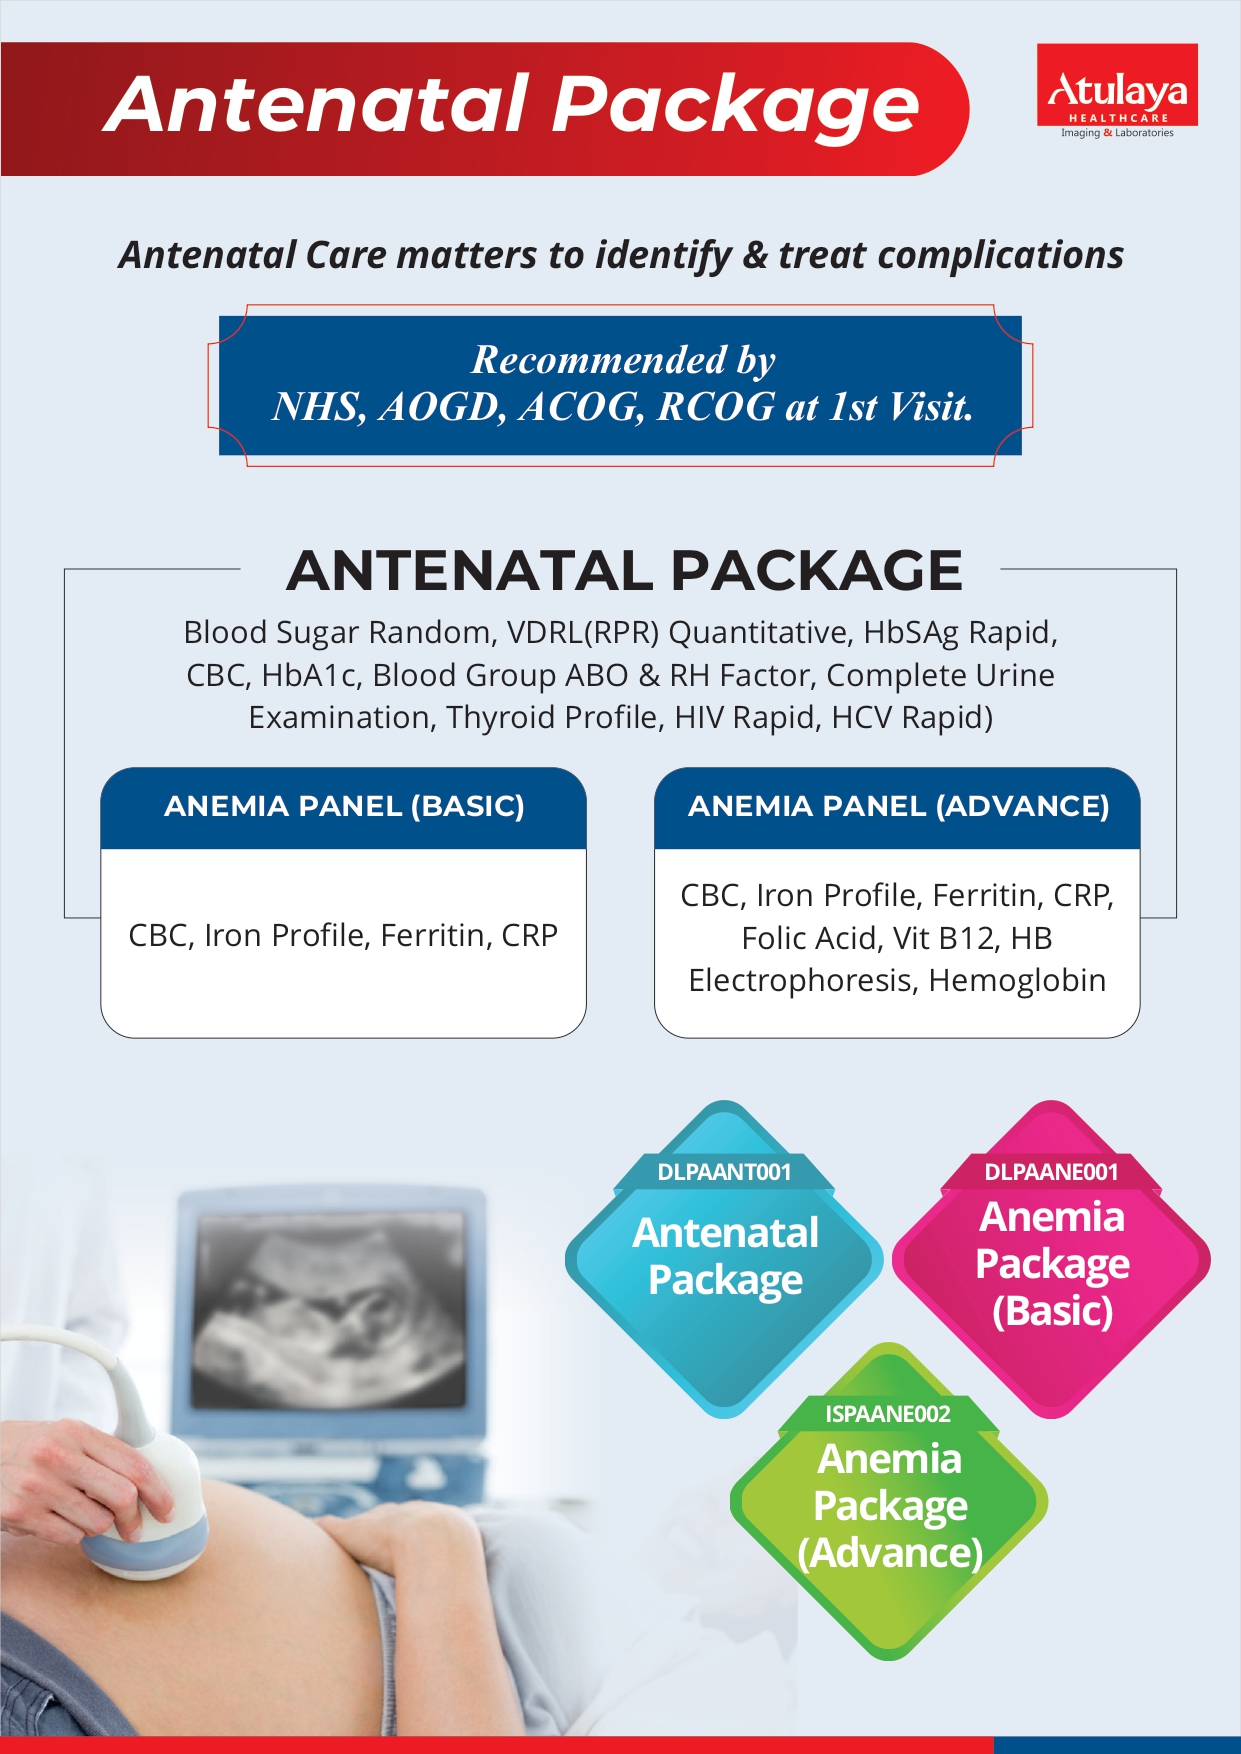 Antenatal Package
Atulaya
HEALTHCARE
Imaging & Laboratories
Antenatal Care matters to identify & treat complications
Recommended by
NHS, AOGD, ACOG, RCOG at 1st Visit.
ANTENATAL PACKAGE
Blood Sugar Random, VDRL(RPR) Quantitative, HbSAg Rapid,
CBC, HbA1c, Blood Group ABO & RH Factor, Complete Urine
Examination, Thyroid Profile, HIV Rapid, HCV Rapid)
ANEMIA PANEL (BASIC)
CBC, Iron Profile, Ferritin, CRP
ANEMIA PANEL (ADVANCE)
CBC, Iron Profile, Ferritin, CRP,
Folic Acid, Vit B12, HB
Electrophoresis, Hemoglobin
DLPAANT001
Antenatal
Package
DLPAANE001
Anemia
Package
(Basic)
ISPAANE002
Anemia
Package
(Advance)